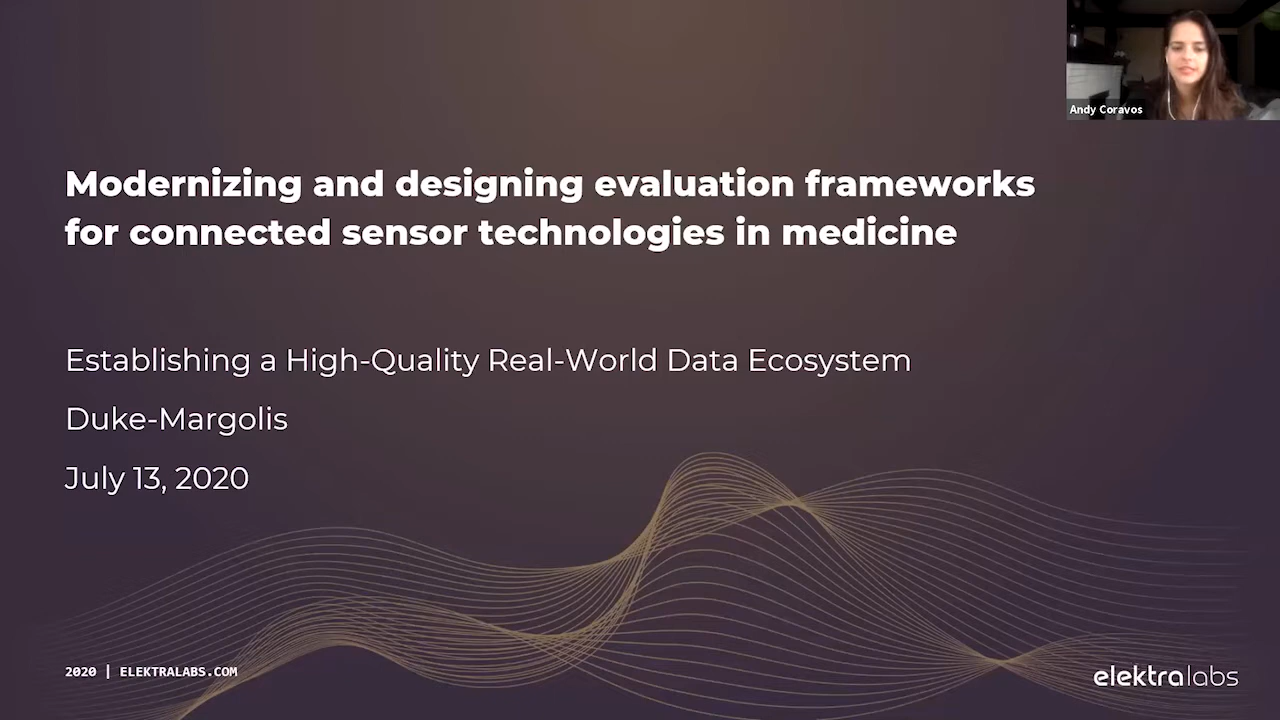 Andy Coravos
Modernizing and designing evaluation frameworks
for connected sensor technologies in medicine
Establishing a High-Quality Real-World Data Ecosystem
Duke-Margolis
July 13, 2020
2020 | ELEKTRALABS.COM
elektralabs